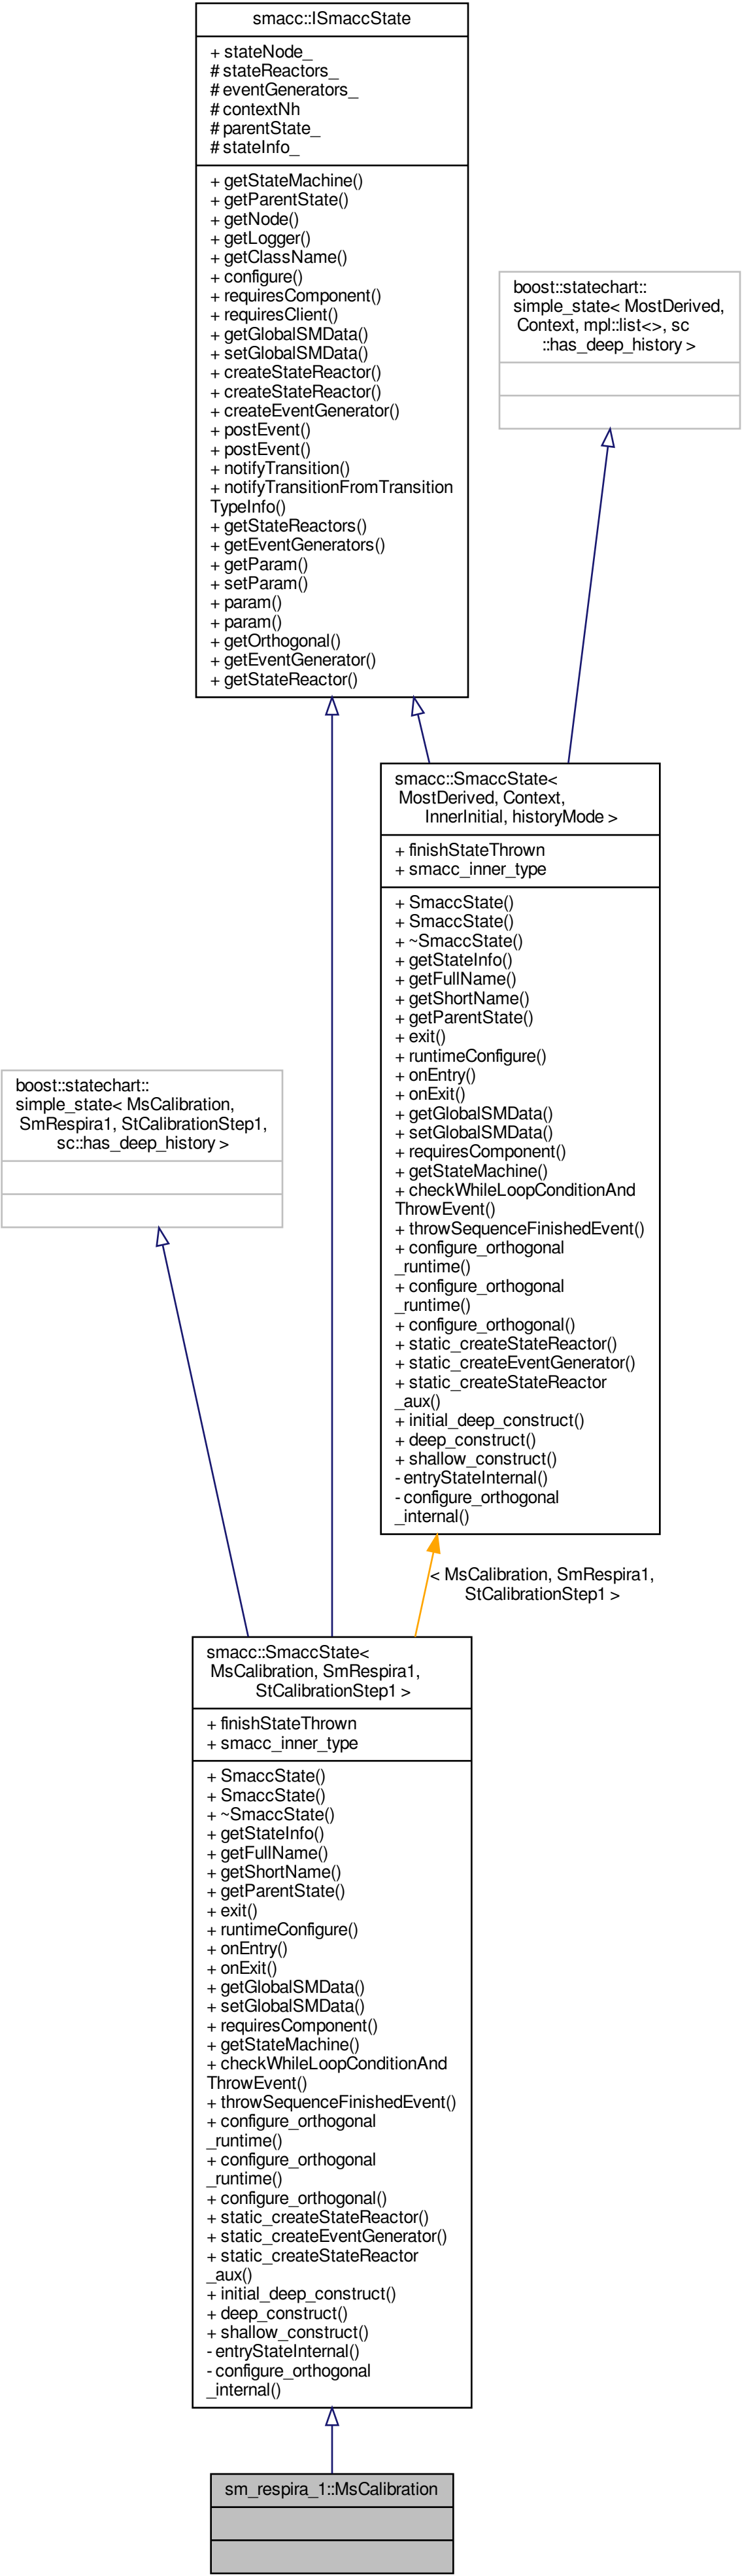 smacc::ISmaccState
+ stateNode_
# stateReactors_
# eventGenerators_
# contextNh
# parentState_
# stateInfo_
+ getStateMachine()
+ getParentState()
+ getNode()
+ getLogger()
+ getClassName()
+ configure()
+ requiresComponent()
+ requiresClient()
+ getGlobalSMData()
+ setGlobalSMData()
+ createStateReactor()
+ createStateReactor()
+ createEventGenerator()
+ postEvent()
+ postEvent()
+ notifyTransition()
+ notifyTransitionFromTransition
TypeInfo()
+ getStateReactors()
+ getEventGenerators()
+ getParam()
+ setParam()
+ param()
+ param()
+ getOrthogonal()
+ getEventGenerator()
+ getStateReactor()
boost::statechart::
simple_state< MostDerived,
Context, mpl::list<>, sc
::has_deep_history >
smacc::SmaccState<
MostDerived, Context,
InnerInitial, historyMode >
+ finishStateThrown
+ smacc_inner_type
+ SmaccState()
+ SmaccState()
+ ~SmaccState()
+ getStateInfo()
+ getFullName()
+ getShortName()
+ getParentState()
+ exit()
+ runtimeConfigure()
+ onEntry()
+ onExit()
+ getGlobalSMData()
+ setGlobalSMData()
+ requiresComponent()
+ getStateMachine()
+ checkWhileLoopConditionAnd
ThrowEvent()
+ throwSequenceFinishedEvent()
+ configure_orthogonal
_runtime()
+ configure_orthogonal
_runtime()
+ configure_orthogonal()
+ static_createStateReactor()
+ static_createEventGenerator()
+ static_createStateReactor
_aux()
+ initial_deep_construct()
+ deep_construct()
+ shallow_construct()
- entryStateInternal()
- configure_orthogonal
_internal()
boost::statechart::
simple_state< MsCalibration,
SmRespira1, StCalibrationStep1,
sc::has_deep_history >
< MsCalibration, SmRespira1,
StCalibrationStep1 >
smacc::SmaccState<
MsCalibration, SmRespira1,
StCalibrationStep1 >
+ finishStateThrown
+ smacc_inner_type
+ SmaccState()
+ SmaccState()
+ ~SmaccState()
+ getStateInfo()
+ getFullName()
+ getShortName()
+ getParentState()
+ exit()
+ runtimeConfigure()
+ onEntry()
+ onExit()
+ getGlobalSMData()
+ setGlobalSMData()
+ requiresComponent()
+ getStateMachine()
+ checkWhileLoopConditionAnd
ThrowEvent()
+ throwSequenceFinishedEvent()
+ configure_orthogonal
_runtime()
+ configure_orthogonal
_runtime()
+ configure_orthogonal()
+ static_createStateReactor()
+ static_createEventGenerator()
+ static_createStateReactor
_aux()
+ initial_deep_construct()
+ deep_construct()
+ shallow_construct()
- entryStateInternal()
- configure_orthogonal
_internal()
sm_respira_1::MsCalibration